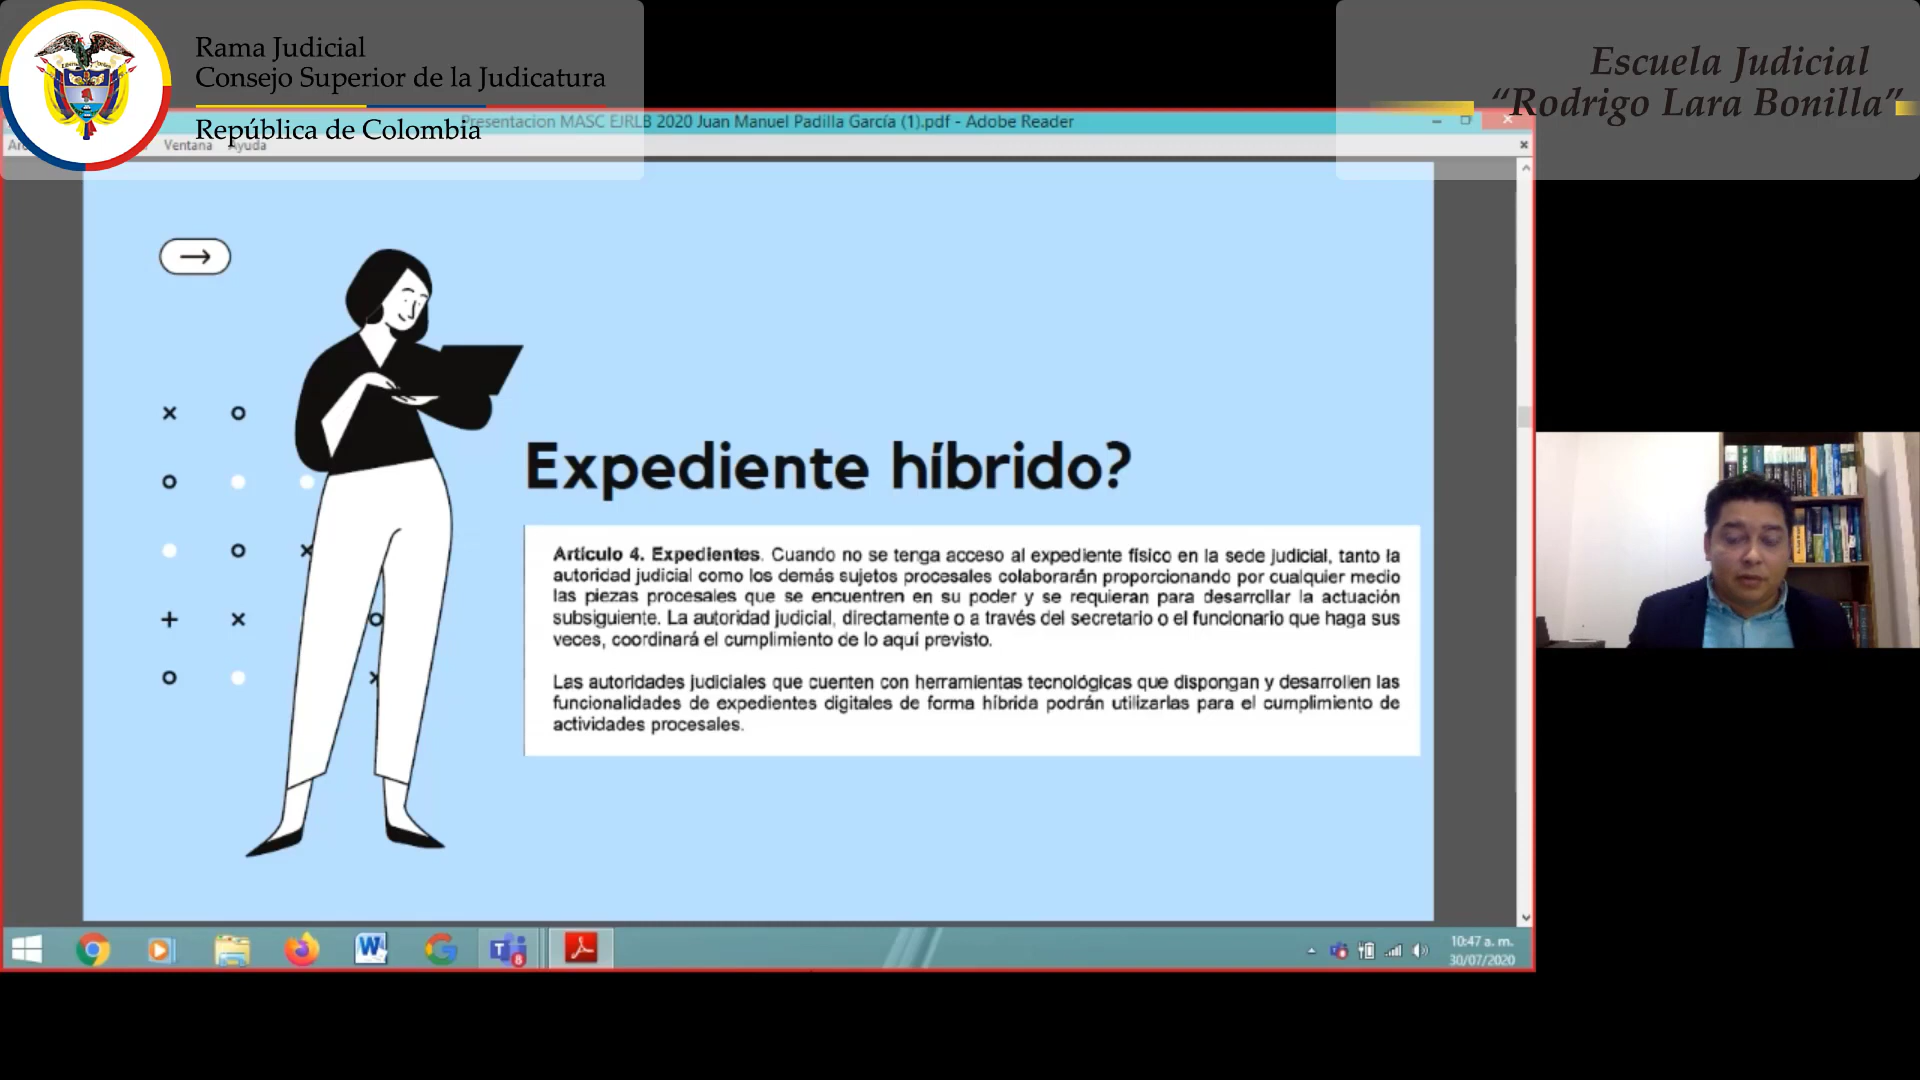 Rama Judicial
Consejo Superior de la Judicatura
República de Colombia
Escuela Judicial
“Rodrigo Lara Bonilla”
Presentacion MASC EJRLB 2020 Juan Manuel Padilla García (1).pdf - Adobe Reader
Ventana Ayuda
Expediente híbrido?
Artículo 4. Expedientes. Cuando no se tenga acceso al expediente físico en la sede judicial, tanto la
autoridad judicial como los demás sujetos procesales colaborarán proporcionando por cualquier medio
las piezas procesales que se encuentren en su poder y se requieran para desarrollar la actuación
subsiguiente. La autoridad judicial, directamente o a través del secretario o el funcionario que haga sus
veces, coordinará el cumplimiento de lo aquí previsto.
Las autoridades judiciales que cuenten con herramientas tecnológicas que dispongan y desarrollen las
funcionalidades de expedientes digitales de forma híbrida podrán utilizarlas para el cumplimiento de
actividades procesales.
10:47 a. m.
30/07/2020